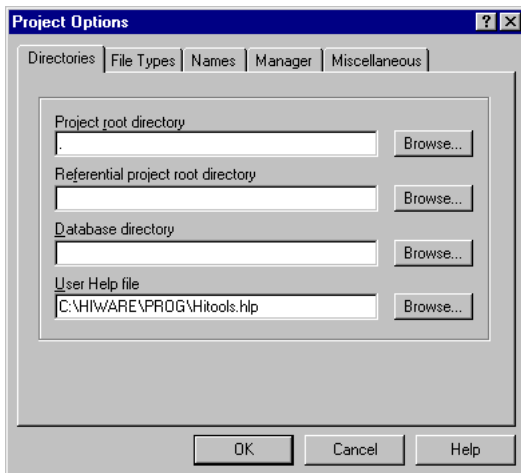 Project Options
Directories File Types Names Manager Miscellaneous
Project root directory
. Browse...
Referential project root directory
Browse...
Database directory
Browse...
User Help file
C:\HIWARE\PROG\Hitools.hlp Browse...
OK Cancel Help